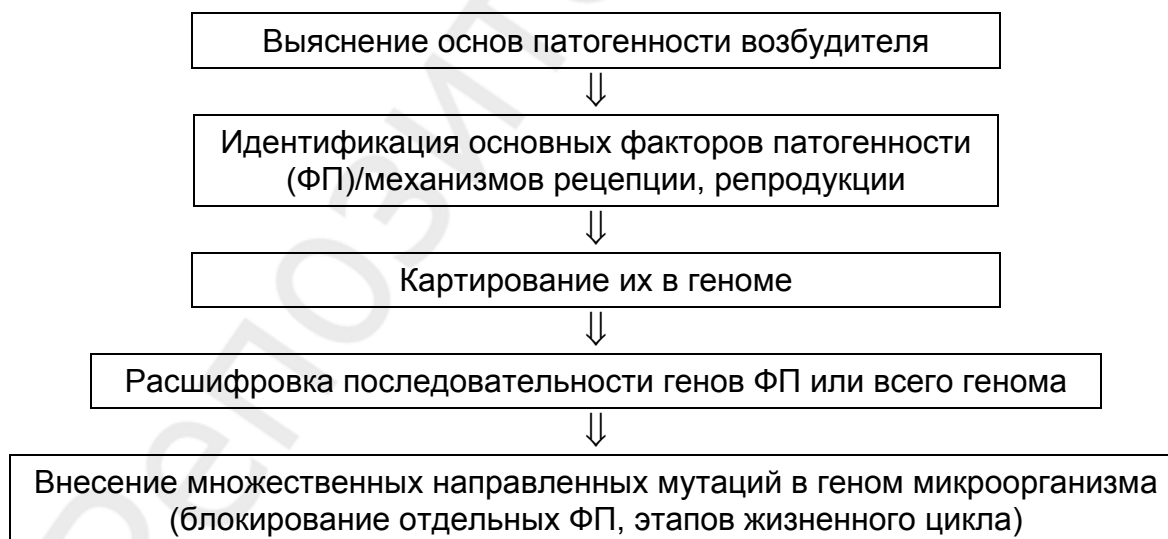 Выяснение основ патогенности возбудителя
⇓
Идентификация основных факторов патогенности
(ФП)/механизмов рецепции, репродукции
⇓
Картирование их в геноме
⇓
Расшифровка последовательности генов ФП или всего генома
⇓
Внесение множественных направленных мутаций в геном микроорганизма
(блокирование отдельных ФП, этапов жизненного цикла)